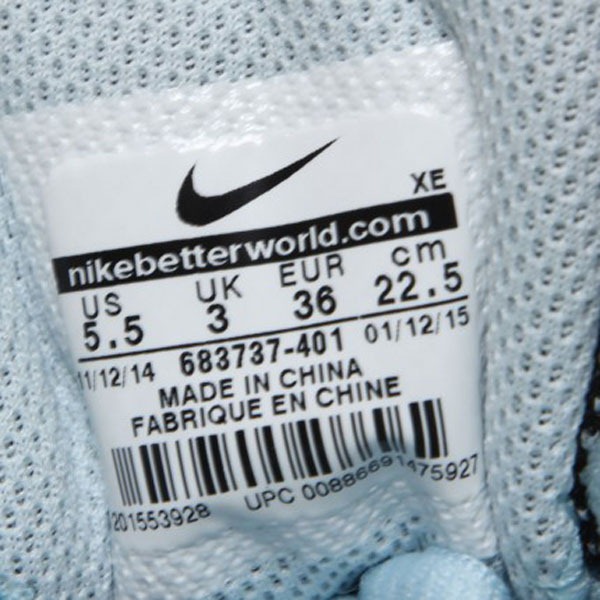 XE
nikebetterworld.com
US UK EUR cm
5.5 3 36 22.5
11/12/14 683737-401 01/12/15
MADE IN CHINA
FABRIQUE EN CHINE
201553928 UPC 00886691475927